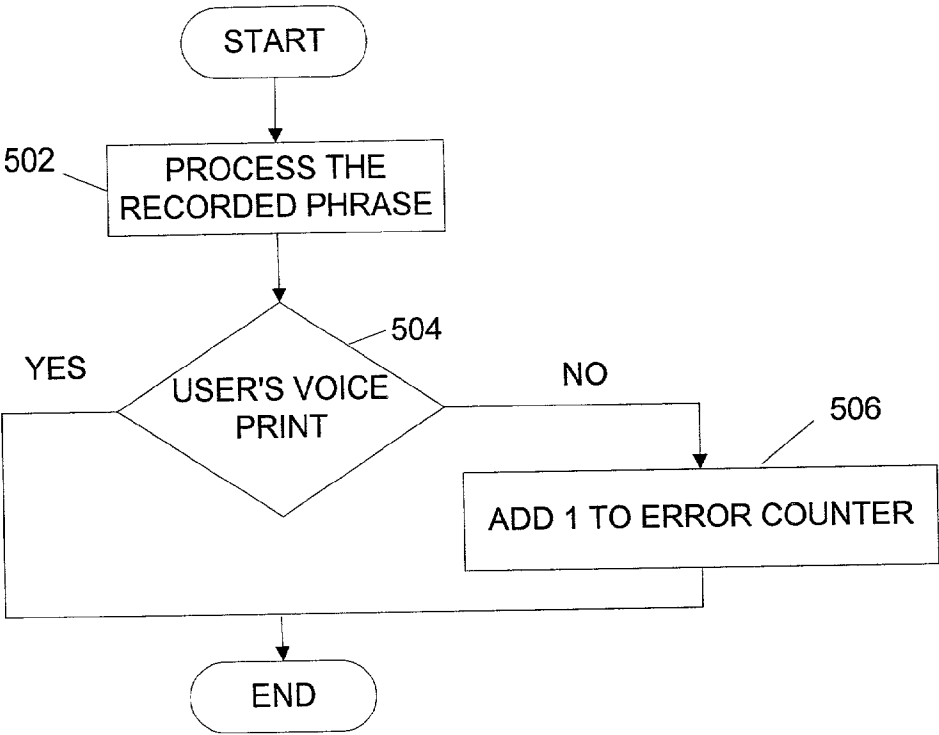 START
502
PROCESS THE
RECORDED PHRASE
504
YES
USER'S VOICE
PRINT
NO
506
ADD 1 TO ERROR COUNTER
END